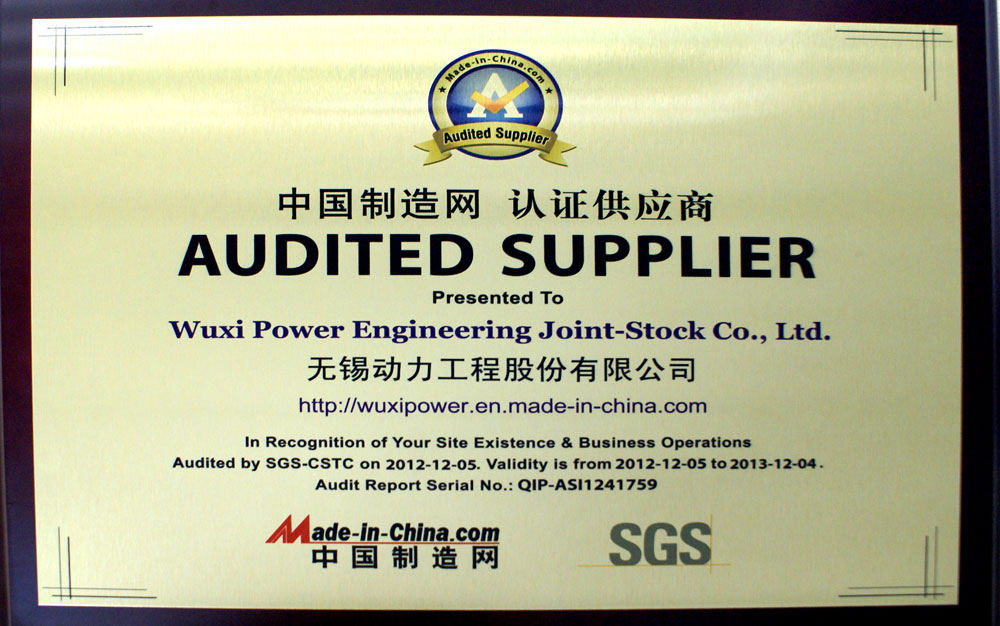 ★ Made-in-China.com ★
A
Audited Supplier
中国制造网 认证供应商
AUDITED SUPPLIER
Presented To
Wuxi Power Engineering Joint-Stock Co., Ltd.
无锡动力工程股份有限公司
http://wuxipower.en.made-in-china.com
In Recognition of Your Site Existence & Business Operations
Audited by SGS-CSTC on 2012-12-05. Validity is from 2012-12-05 to 2013-12-04.
Audit Report Serial No.: QIP-ASI1241759
Made-in-China.com
中国制造网
SGS